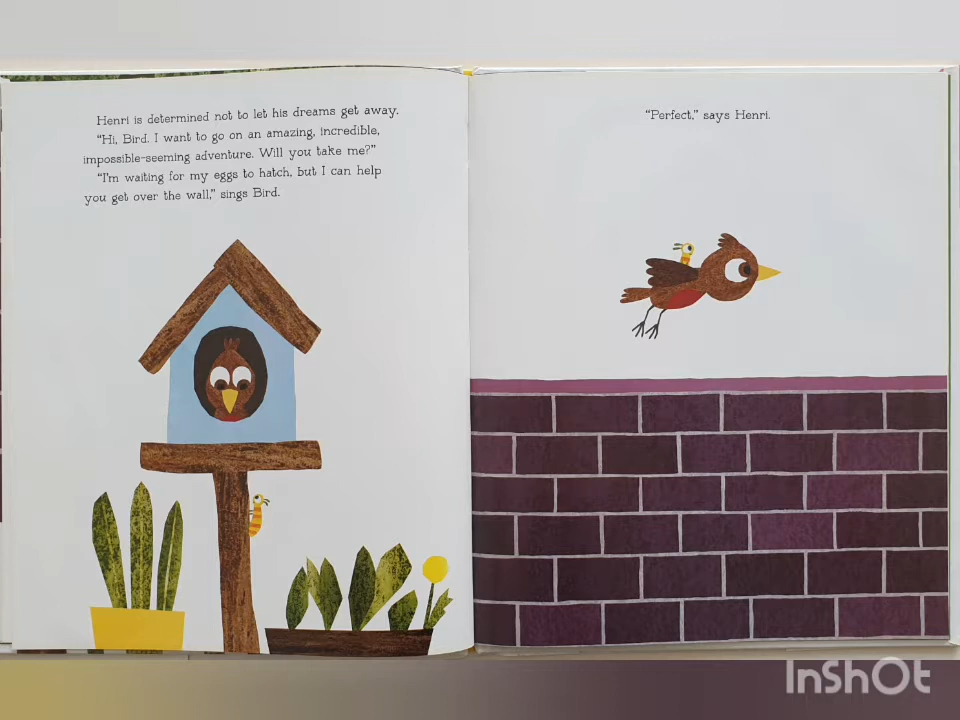 Henri is determined not to let his dreams get away.
"Hi, Bird. I want to go on an amazing, incredible,
impossible-seeming adventure. Will you take me?"
"I'm waiting for my eggs to hatch, but I can help
you get over the wall," sings Bird.
"Perfect," says Henri.
InShOt